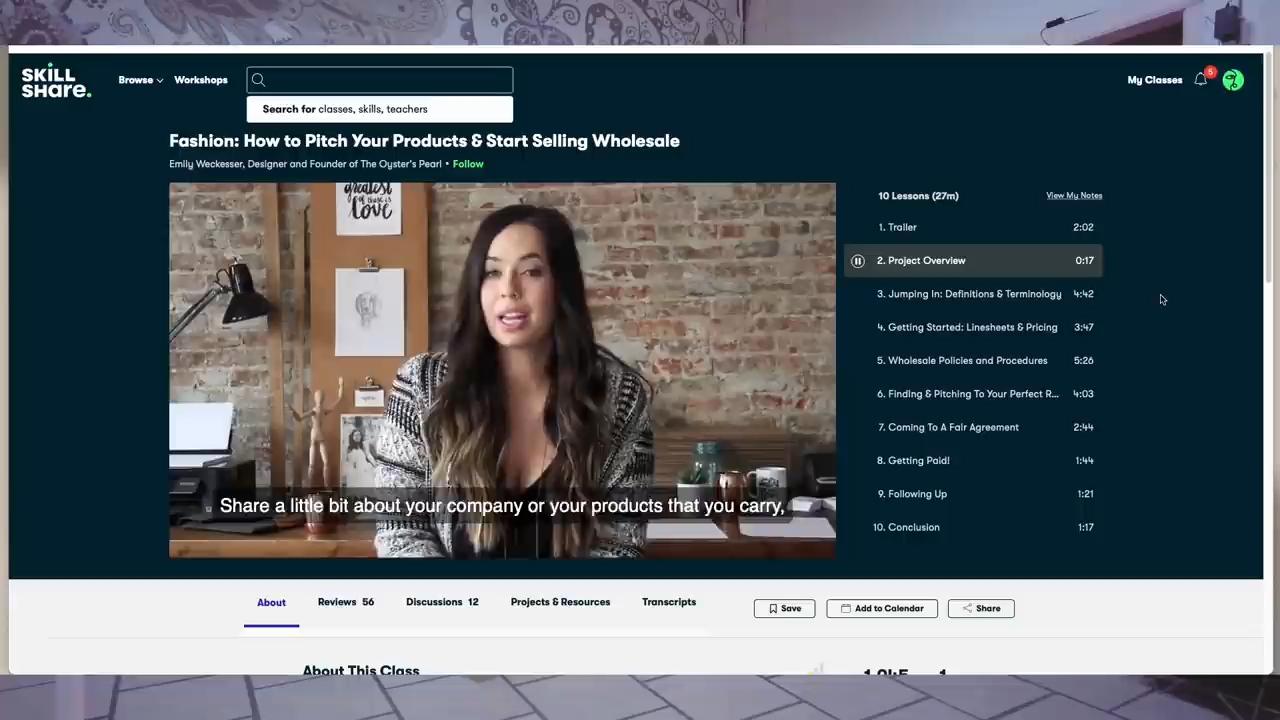 SKILL
SHARE.
Browse
Workshops
Search for classes, skills, teachers
My Classes
5
Fashion: How to Pitch Your Products & Start Selling Wholesale
Emily Weckesser, Designer and Founder of The Oyster's Pearl • Follow
greatest
love
Share a little bit about your company or your products that you carry,
10 Lessons (27m)
View My Notes
1. Trailer 2:02
2. Project Overview 0:17
3. Jumping In: Definitions & Terminology 4:42
4. Getting Started: Linesheets & Pricing 3:47
5. Wholesale Policies and Procedures 5:26
6. Finding & Pitching To Your Perfect R... 4:03
7. Coming To A Fair Agreement 2:44
8. Getting Paid! 1:44
9. Following Up 1:21
10. Conclusion 1:17
About
Reviews 56
Discussions 12
Projects & Resources
Transcripts
Save
Add to Calendar
Share
About This Class